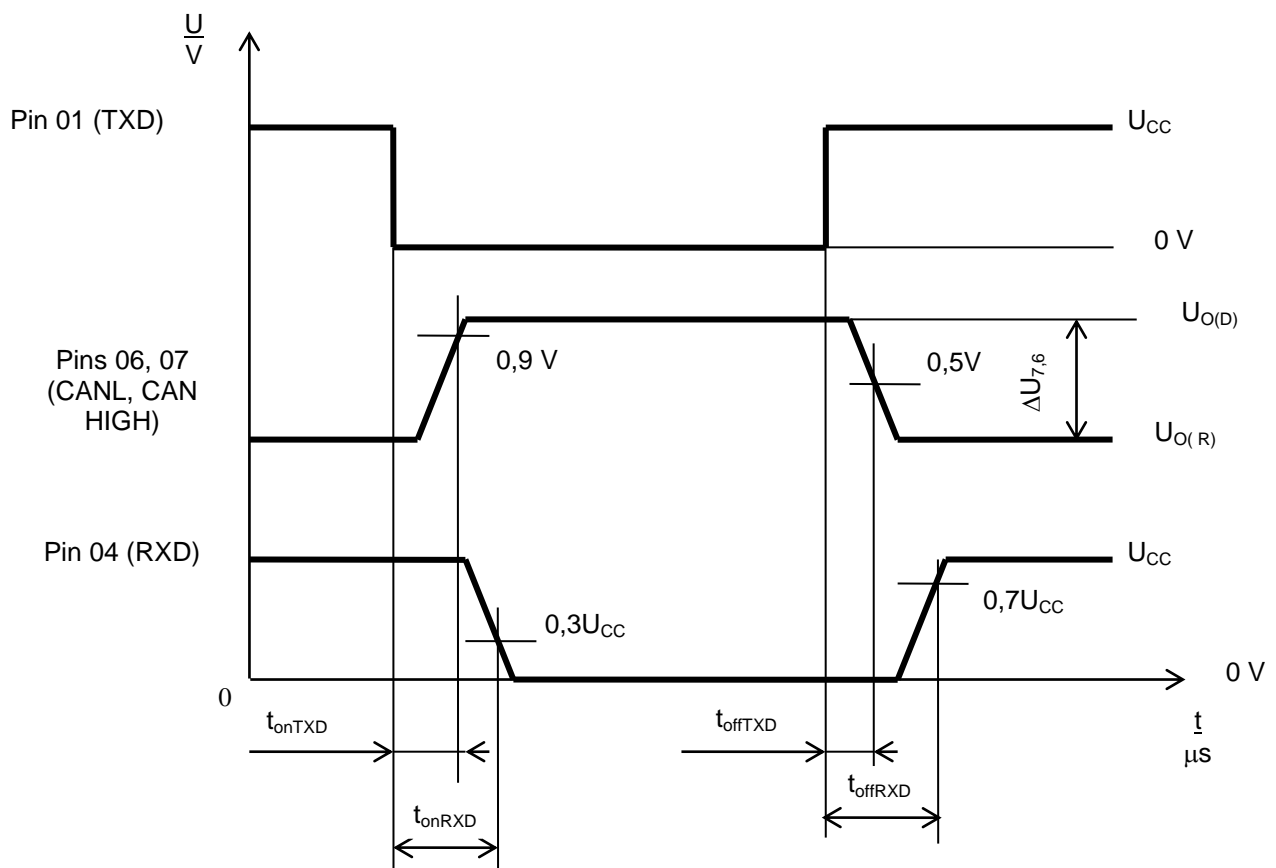 U
V
Pin 01 (TXD)
U_CC
0 V
U_O(D)
Pins 06, 07
(CANL, CAN
HIGH)
0,9 V
0,5V
ΔU_7,6
U_O( R)
Pin 04 (RXD)
U_CC
0,7U_CC
0,3U_CC
0 V
0
t_onTXD
t_offTXD
t
μs
t_offRXD
t_onRXD